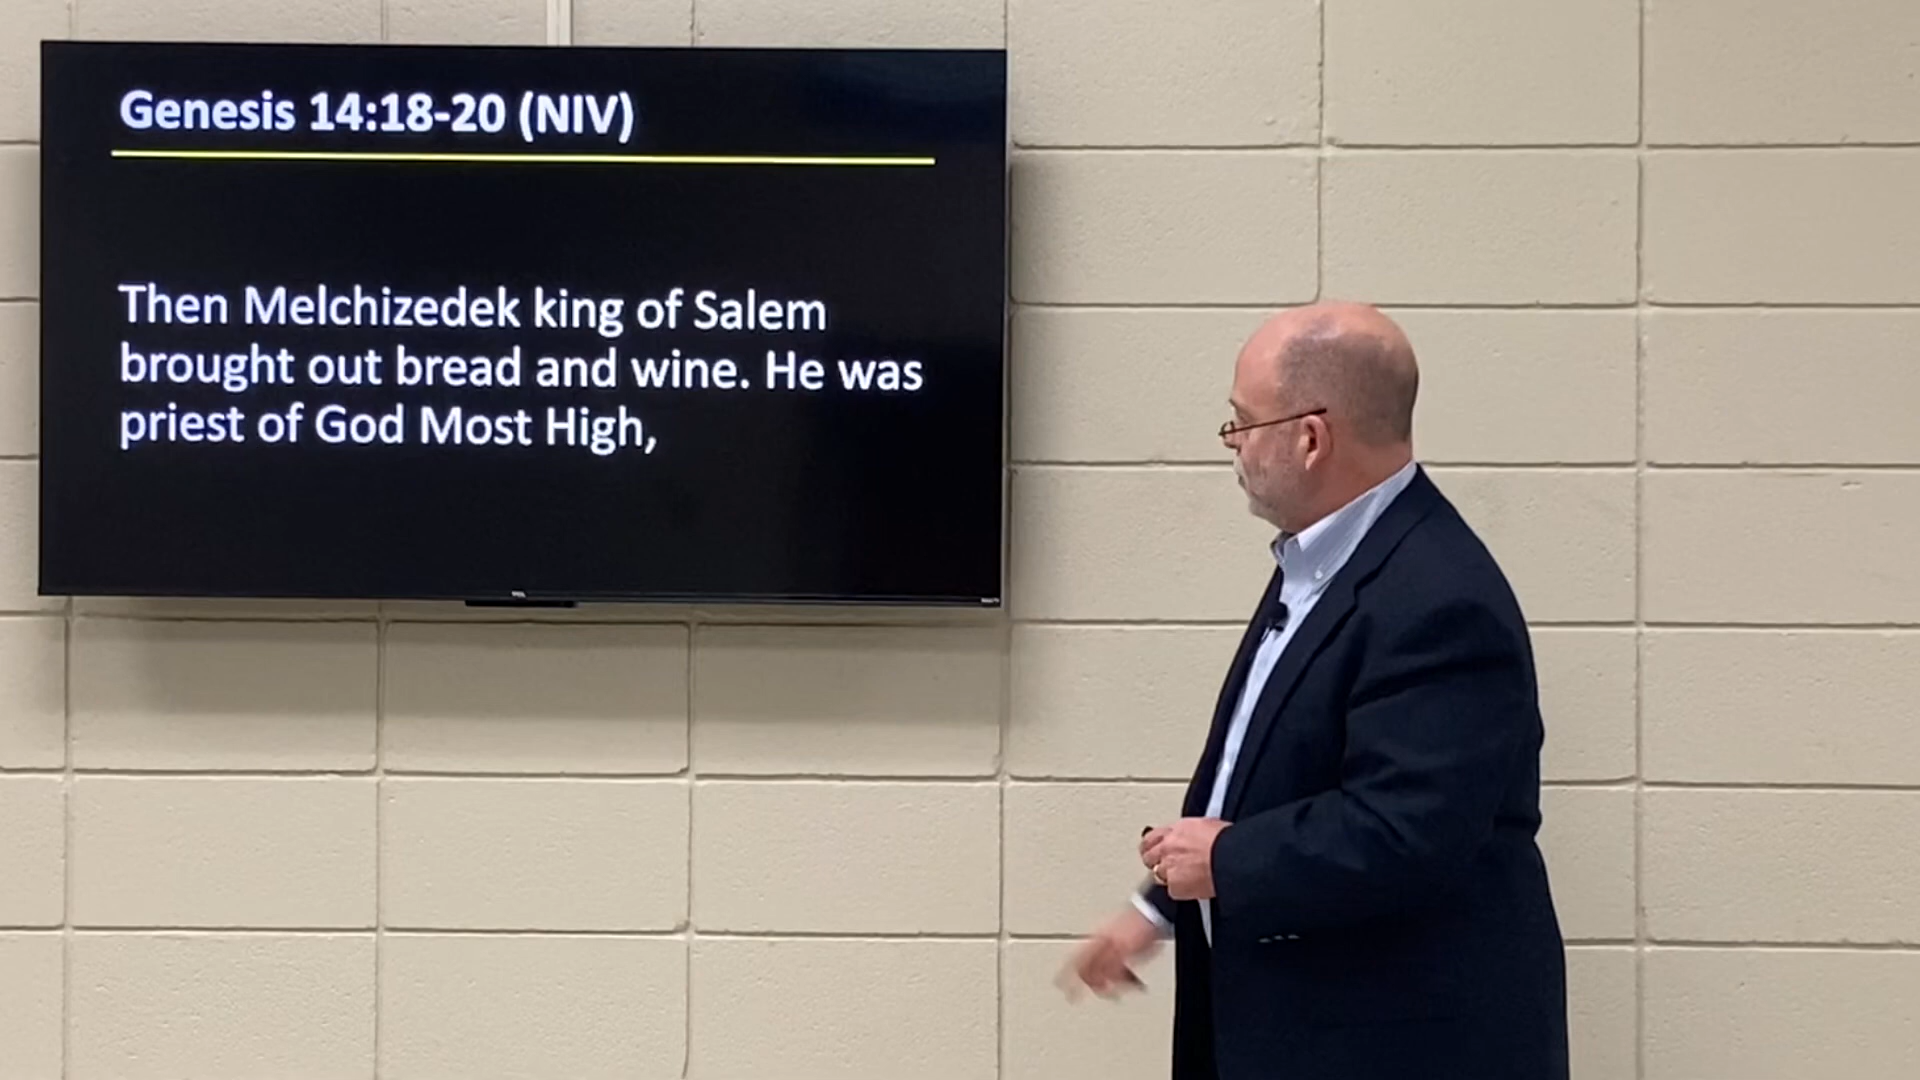 Genesis 14:18-20 (NIV)
Then Melchizedek king of Salem
brought out bread and wine. He was
priest of God Most High,
TCL